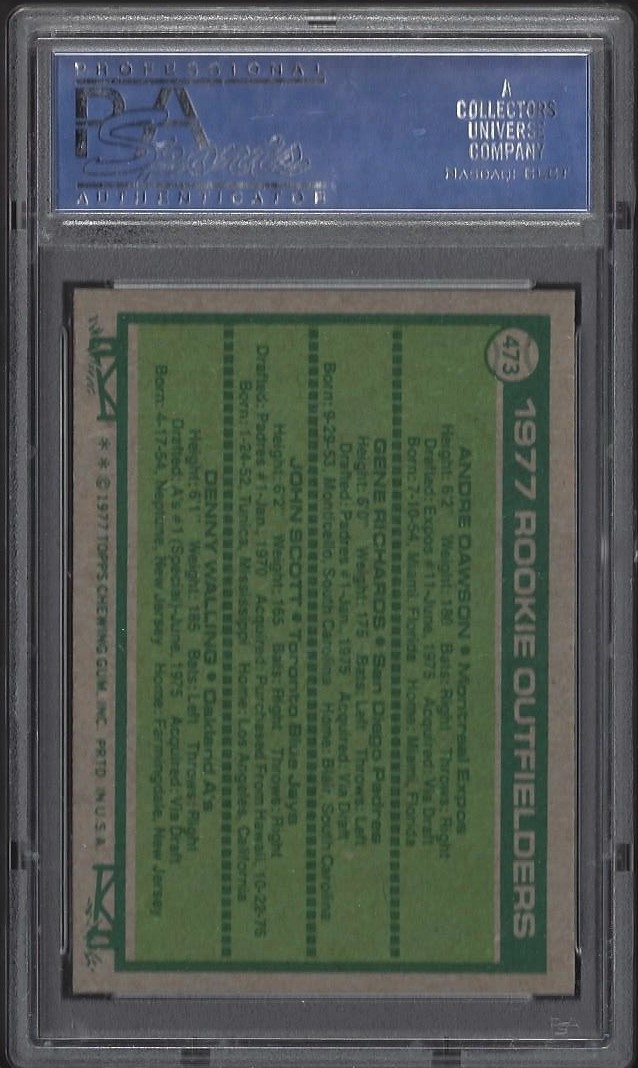 PROFESSIONAL
PSA
Sports
AUTHENTICATOR
A
COLLECTORS
UNIVERSE
COMPANY
NASDAQ: CLCT
473
1977 ROOKIE OUTFIELDERS
ANDRE DAWSON • Montreal Expos
Height: 6'2" Weight: 180 Bats: Right Throws: Right
Drafted: Expos #11-June, 1975 Acquired: Via Draft
Born: 7-10-54, Miami, Florida Home: Miami, Florida
GENE RICHARDS • San Diego Padres
Height: 6'0" Weight: 175 Bats: Left Throws: Left
Drafted: Padres #1-Jan., 1975 Acquired: Via Draft
Born: 9-29-53, Monticello, South Carolina Home: Blair, South Carolina
JOHN SCOTT • Toronto Blue Jays
Height: 6'2" Weight: 165 Bats: Right Throws: Right
Drafted: Padres #1-Jan., 1970 Acquired: Purchased From Hawaii, 10-22-76
Born: 1-24-52, Tunica, Mississippi Home: Los Angeles, California
DENNY WALLING • Oakland A's
Height: 6'1" Weight: 185 Bats: Left Throws: Right
Drafted: A's #1 (Special)-June, 1975 Acquired: Via Draft
Born: 4-17-54, Neptune, New Jersey Home: Farmingdale, New Jersey
* * © 1977 TOPPS CHEWING GUM, INC. PRTD. IN U.S.A.
PSA